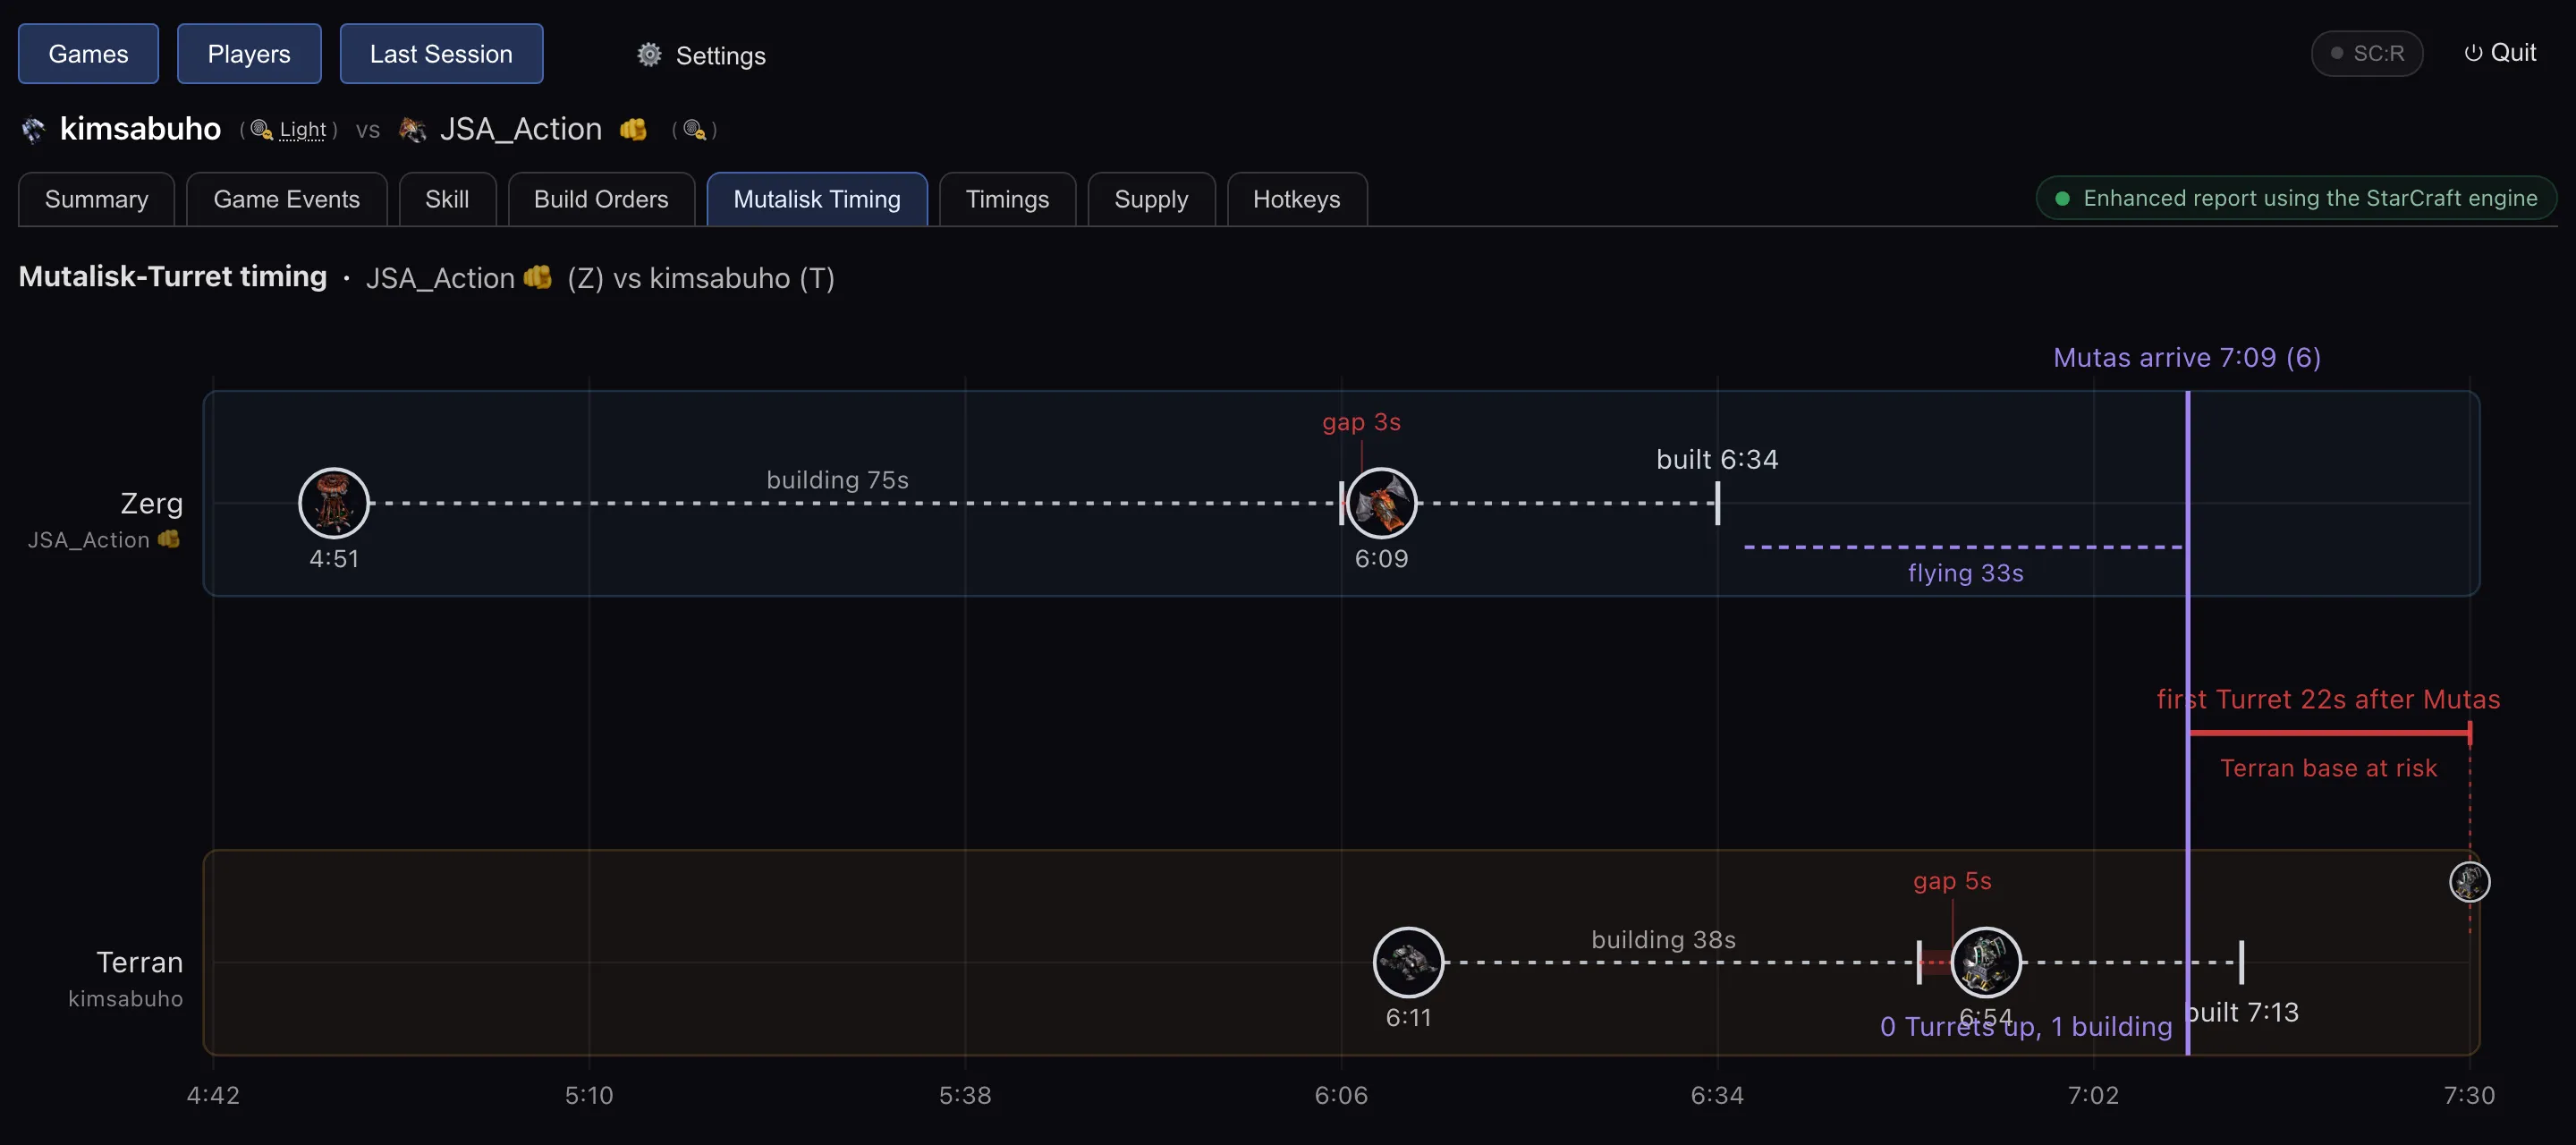 Games Players Last Session Settings SC:R Quit
kimsabuho ( Light ) vs JSA_Action 👊 ( )
Summary Game Events Skill Build Orders Mutalisk Timing Timings Supply Hotkeys Enhanced report using the StarCraft engine
Mutalisk-Turret timing · JSA_Action 👊 (Z) vs kimsabuho (T)
Mutas arrive 7:09 (6)
gap 3s
built 6:34
building 75s
Zerg
JSA_Action 👊
4:51
6:09
flying 33s
first Turret 22s after Mutas
Terran base at risk
gap 5s
building 38s
Terran
kimsabuho
6:11
6:54
built 7:13
0 Turrets up, 1 building
4:42 5:10 5:38 6:06 6:34 7:02 7:30